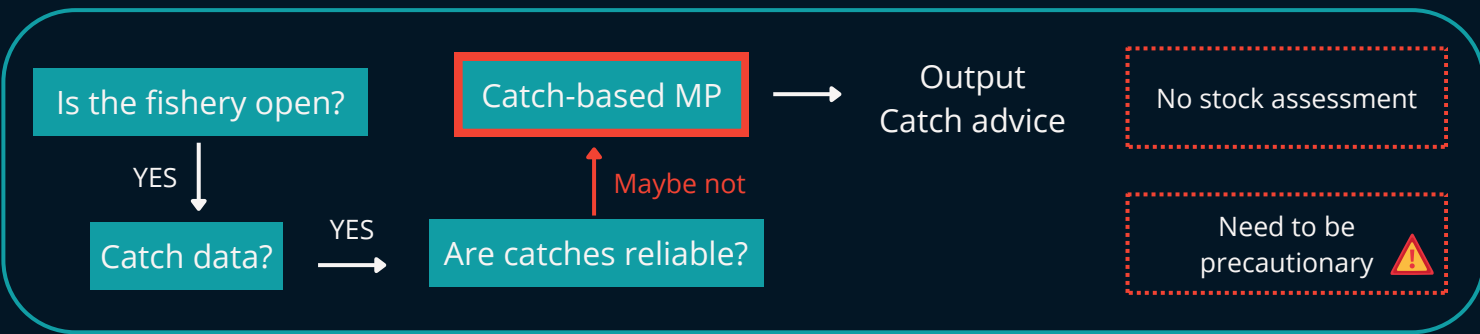 Is the fishery open?
YES
Catch data?
YES
Are catches reliable?
Maybe not
Catch-based MP
Output
Catch advice
No stock assessment
Need to be
precautionary